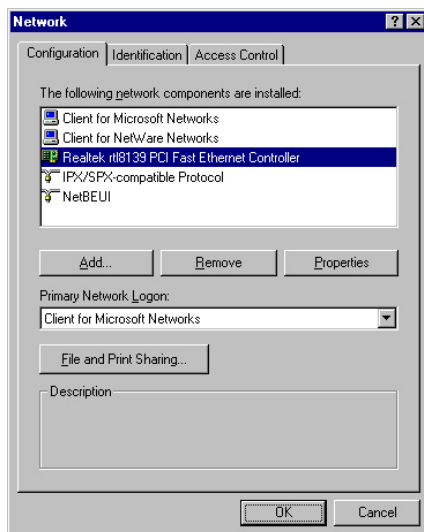 Network
Configuration Identification Access Control
The following network components are installed:
Client for Microsoft Networks
Client for NetWare Networks
Realtek rtl8139 PCI Fast Ethernet Controller
IPX/SPX-compatible Protocol
NetBEUI
Add... Remove Properties
Primary Network Logon:
Client for Microsoft Networks
File and Print Sharing...
Description
OK Cancel